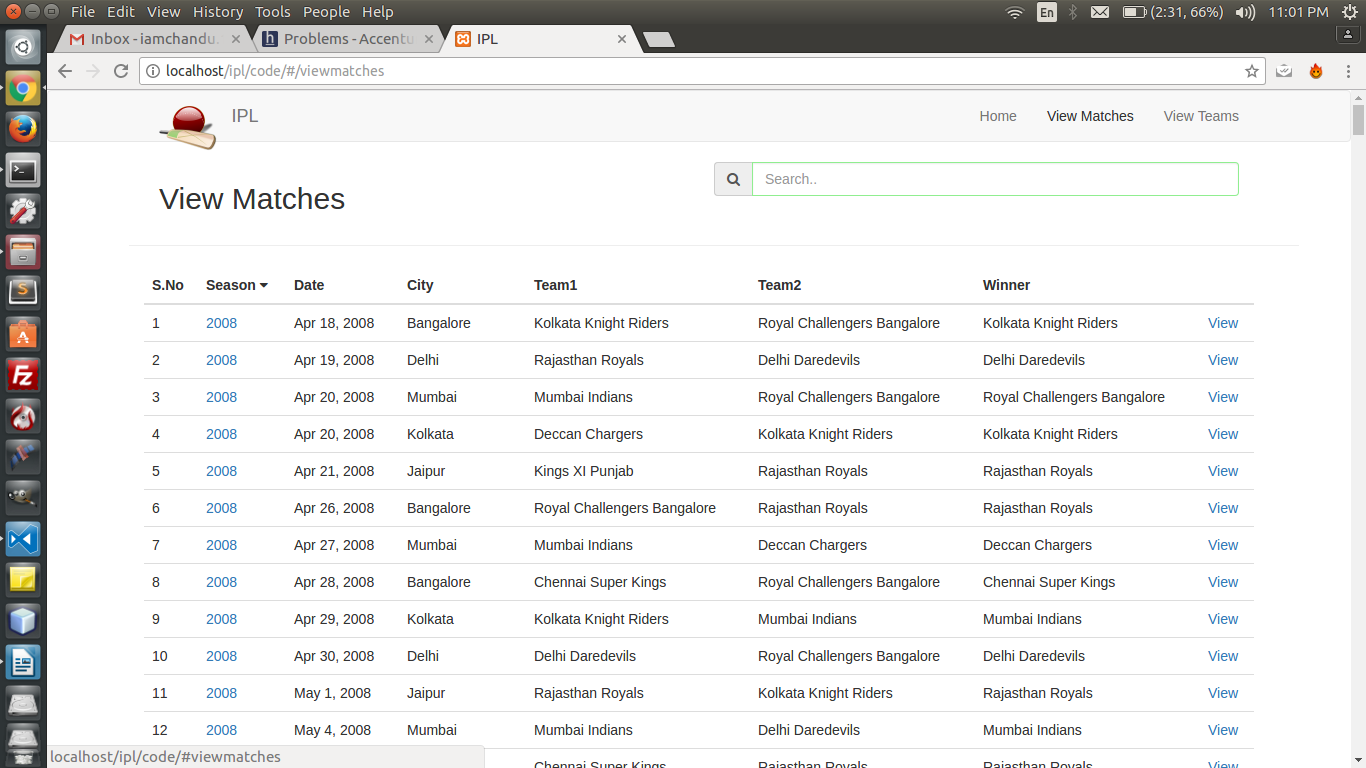 File Edit View History Tools People Help En (2:31, 66%) 11:01 PM
Inbox - iamchandu. × Problems - Accentu × IPL ×
localhost/ipl/code/#/viewmatches
IPL Home View Matches View Teams
Search..
View Matches
S.No Season Date City Team1 Team2 Winner
1 2008 Apr 18, 2008 Bangalore Kolkata Knight Riders Royal Challengers Bangalore Kolkata Knight Riders View
2 2008 Apr 19, 2008 Delhi Rajasthan Royals Delhi Daredevils Delhi Daredevils View
3 2008 Apr 20, 2008 Mumbai Mumbai Indians Royal Challengers Bangalore Royal Challengers Bangalore View
4 2008 Apr 20, 2008 Kolkata Deccan Chargers Kolkata Knight Riders Kolkata Knight Riders View
5 2008 Apr 21, 2008 Jaipur Kings XI Punjab Rajasthan Royals Rajasthan Royals View
6 2008 Apr 26, 2008 Bangalore Royal Challengers Bangalore Rajasthan Royals Rajasthan Royals View
7 2008 Apr 27, 2008 Mumbai Mumbai Indians Deccan Chargers Deccan Chargers View
8 2008 Apr 28, 2008 Bangalore Chennai Super Kings Royal Challengers Bangalore Chennai Super Kings View
9 2008 Apr 29, 2008 Kolkata Kolkata Knight Riders Mumbai Indians Mumbai Indians View
10 2008 Apr 30, 2008 Delhi Delhi Daredevils Royal Challengers Bangalore Delhi Daredevils View
11 2008 May 1, 2008 Jaipur Rajasthan Royals Kolkata Knight Riders Rajasthan Royals View
12 2008 May 4, 2008 Mumbai Mumbai Indians Delhi Daredevils Mumbai Indians View
Chennai Super Kings Rajasthan Royals Rajasthan Royals View
localhost/ipl/code/#viewmatches